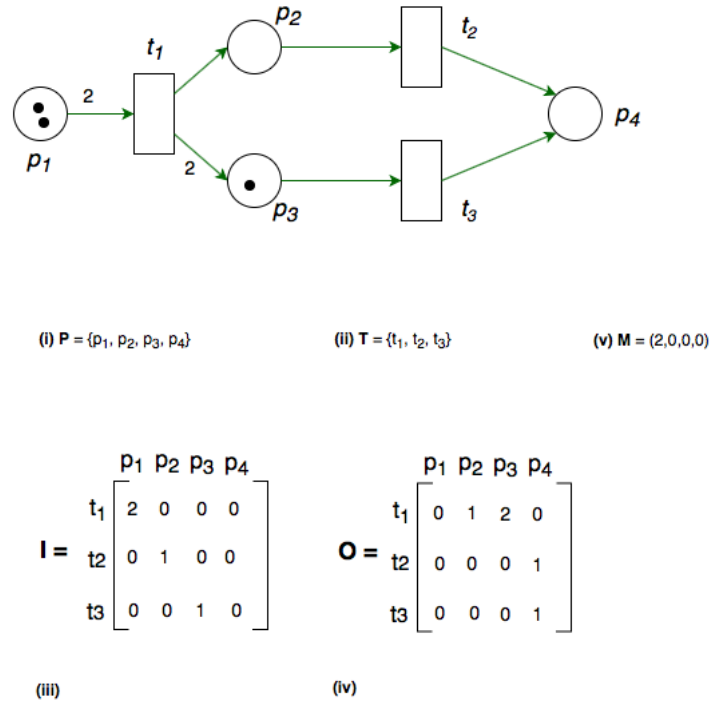 p2
t1
t2
2
p4
p1
2
p3
t3
(i) P = {p1, p2, p3, p4}
(ii) T = {t1, t2, t3}
(v) M = (2,0,0,0)
p1 p2 p3 p4
t1 2 0 0 0
I = t2 0 1 0 0
t3 0 0 1 0
(iii)
p1 p2 p3 p4
t1 0 1 2 0
O = t2 0 0 0 1
t3 0 0 0 1
(iv)